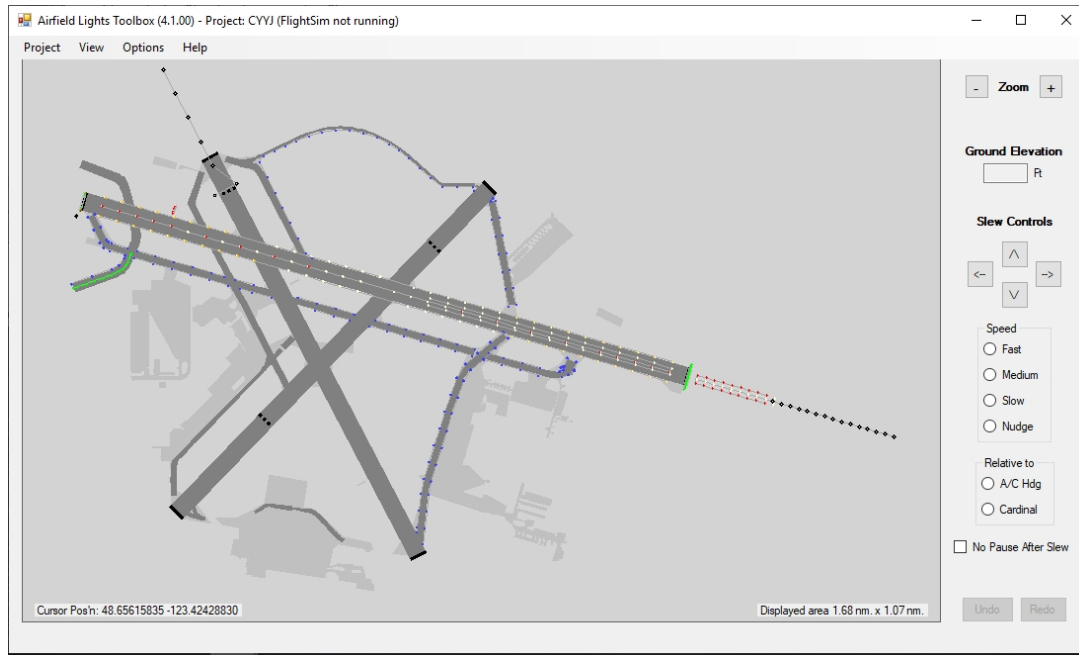 Airfield Lights Toolbox (4.1.00) - Project: CYYJ (FlightSim not running)
Project View Options Help
- Zoom +
Ground Elevation
Ft
Slew Controls
/\
<-- -->
\/
Speed
Fast
Medium
Slow
Nudge
Relative to
A/C Hdg
Cardinal
No Pause After Slew
Undo Redo
Cursor Pos'n: 48.65615835 -123.42428830
Displayed area 1.68 nm. x 1.07 nm.